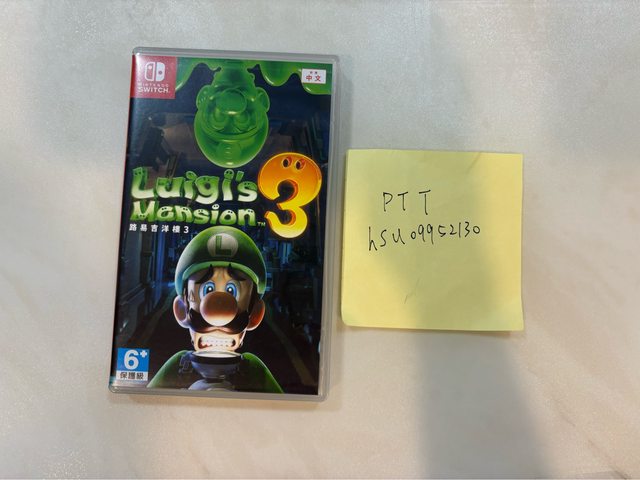 NINTENDO
SWITCH
中文
Luigi's
Mansion 3
TM
路易吉洋樓3
L
6+
保護級
PTT
hsu09952130